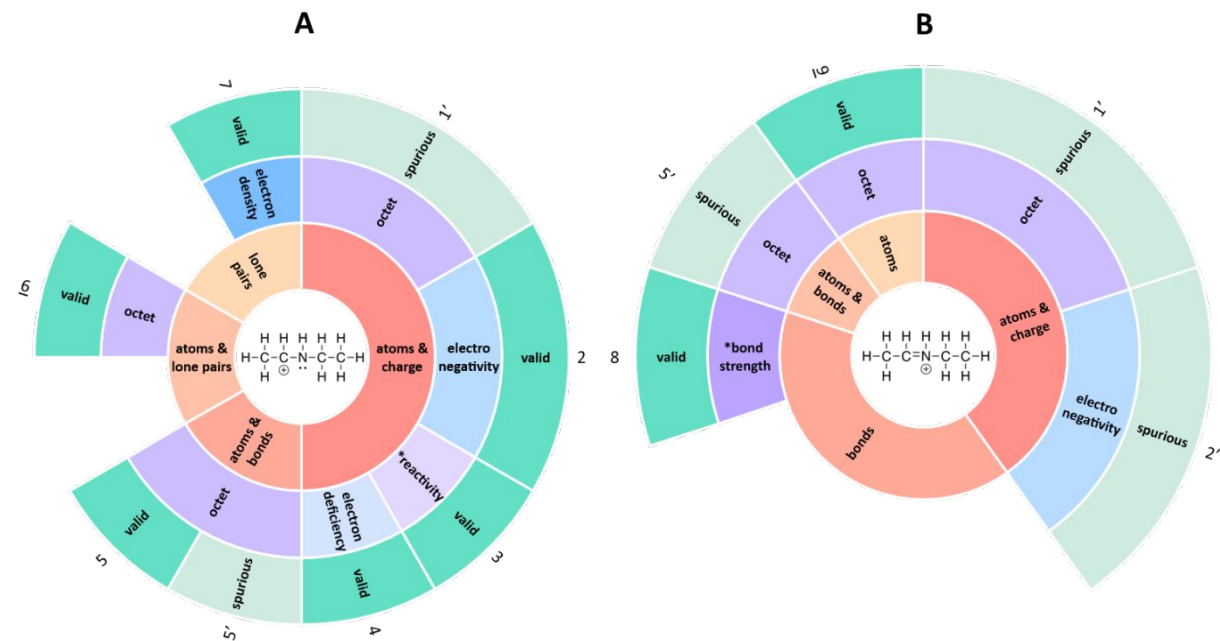 A
7
valid
electron
density
1′
spurious
octet
lone
pairs
6
valid
octet
atoms &
lone pairs
H H H H H
H–C–C–N–C–C–H
H ⊕ ·· H H
atoms &
charge
electro
negativity
valid
2
atoms &
bonds
octet
*reactivity
valid
3
electron
deficiency
valid
4
5
valid
spurious
5′
B
6
valid
octet
atoms
1′
spurious
octet
5′
spurious
octet
atoms &
bonds
atoms &
charge
8
valid
*bond
strength
H H H H H
H–C–C=N–C–C–H
H ⊕ H H
bonds
electro
negativity
spurious
2′